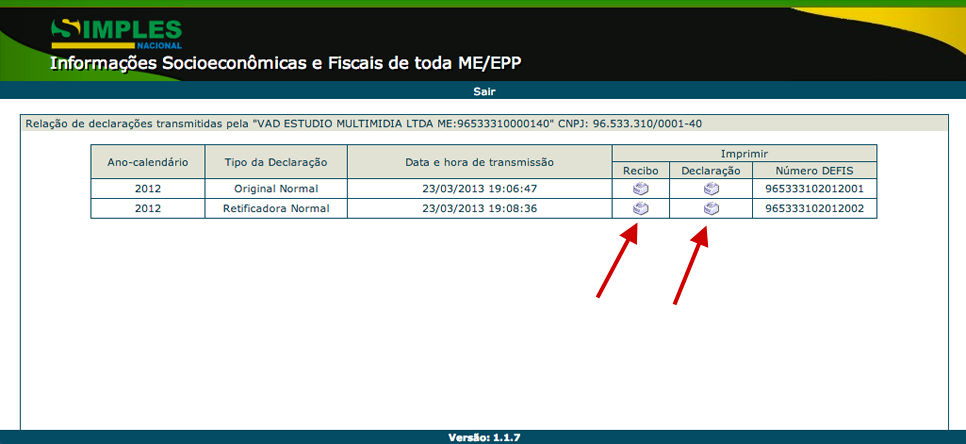 SIMPLES
NACIONAL
Informações Socioeconômicas e Fiscais de toda ME/EPP
Sair
Relação de declarações transmitidas pela "VAD ESTUDIO MULTIMIDIA LTDA ME:96533310000140" CNPJ: 96.533.310/0001-40
Ano-calendário Tipo da Declaração Data e hora de transmissão Imprimir
Recibo Declaração Número DEFIS
2012 Original Normal 23/03/2013 19:06:47 965333102012001
2012 Retificadora Normal 23/03/2013 19:08:36 965333102012002
Versão: 1.1.7